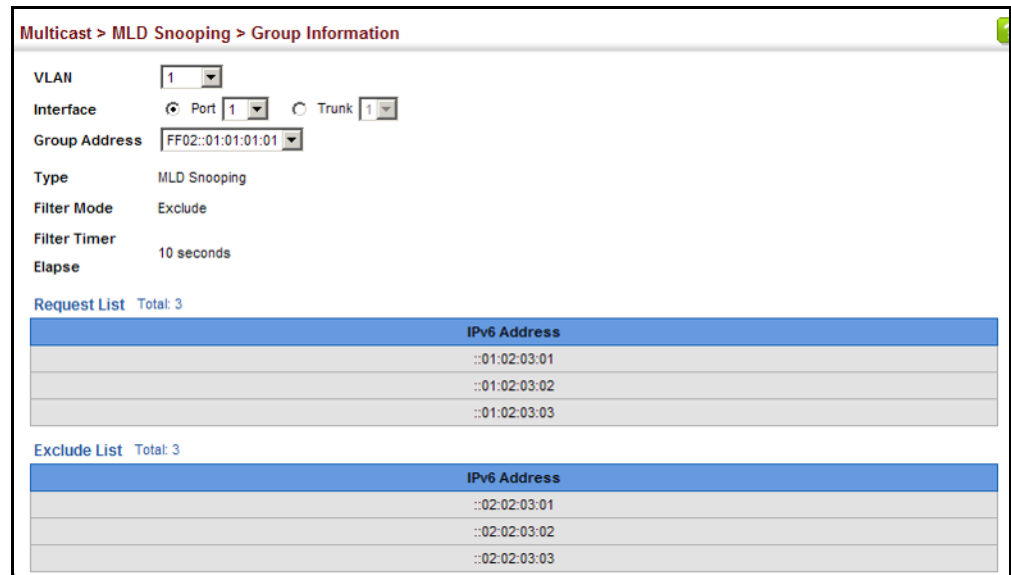 Multicast > MLD Snooping > Group Information
?
VLAN 1
Interface Port 1 Trunk 1
Group Address FF02::01:01:01:01
Type MLD Snooping
Filter Mode Exclude
Filter Timer
Elapse 10 seconds
Request List Total: 3
IPv6 Address
::01:02:03:01
::01:02:03:02
::01:02:03:03
Exclude List Total: 3
IPv6 Address
::02:02:03:01
::02:02:03:02
::02:02:03:03